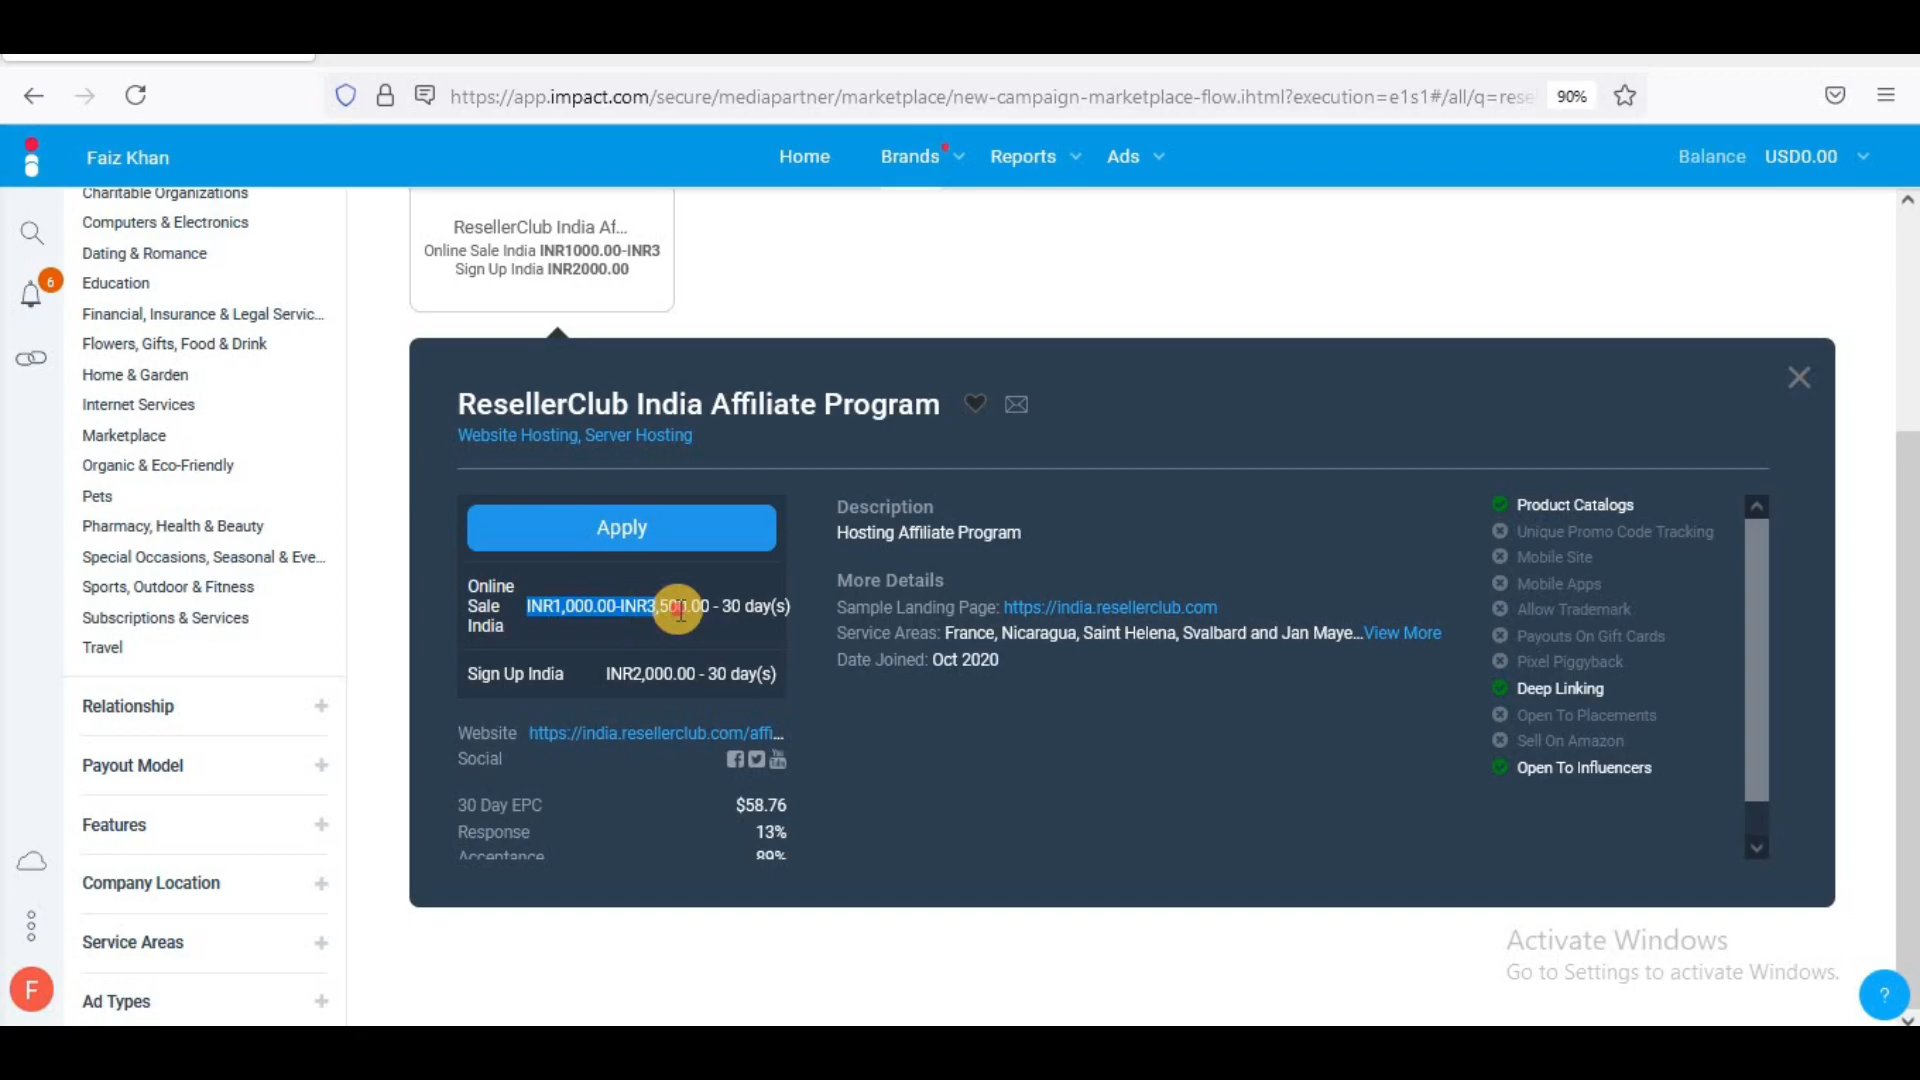 https://app.impact.com/secure/mediapartner/marketplace/new-campaign-marketplace-flow.ihtml?execution=e1s1#/all/q=rese
90%
Faiz Khan
Home
Brands
Reports
Ads
Balance USD0.00
6
Charitable Organizations
Computers & Electronics
Dating & Romance
Education
Financial, Insurance & Legal Servic...
Flowers, Gifts, Food & Drink
Home & Garden
Internet Services
Marketplace
Organic & Eco-Friendly
Pets
Pharmacy, Health & Beauty
Special Occasions, Seasonal & Eve...
Sports, Outdoor & Fitness
Subscriptions & Services
Travel
Relationship
Payout Model
Features
Company Location
Service Areas
Ad Types
F
ResellerClub India Af...
Online Sale India INR1000.00-INR3
Sign Up India INR2000.00
ResellerClub India Affiliate Program
Website Hosting, Server Hosting
Apply
Online Sale India INR1,000.00-INR3,500.00 - 30 day(s)
Sign Up India INR2,000.00 - 30 day(s)
Website https://india.resellerclub.com/affi...
Social
30 Day EPC $58.76
Response 13%
Acceptance 89%
Description
Hosting Affiliate Program
More Details
Sample Landing Page: https://india.resellerclub.com
Service Areas: France, Nicaragua, Saint Helena, Svalbard and Jan Maye...View More
Date Joined: Oct 2020
Product Catalogs
Unique Promo Code Tracking
Mobile Site
Mobile Apps
Allow Trademark
Payouts On Gift Cards
Pixel Piggyback
Deep Linking
Open To Placements
Sell On Amazon
Open To Influencers
Activate Windows
Go to Settings to activate Windows.
?